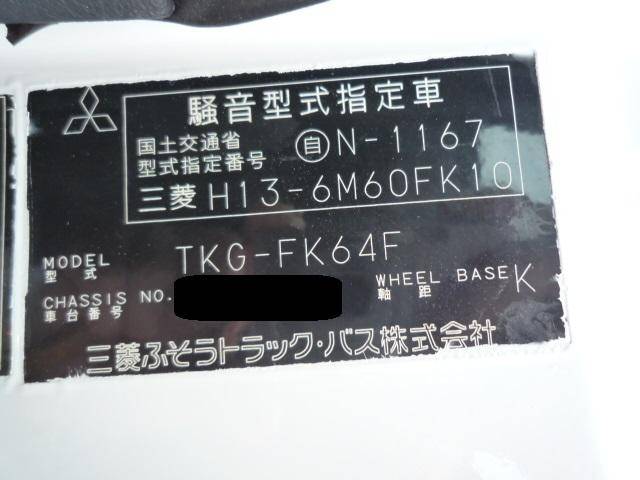 騒音型式指定車
国土交通省
型式指定番号 自N-1167
三菱 H13-6M60FK10
MODEL TKG-FK64F
型式
CHASSIS NO. WHEEL BASE K
車台番号 軸距
三菱ふそうトラック・バス株式会社